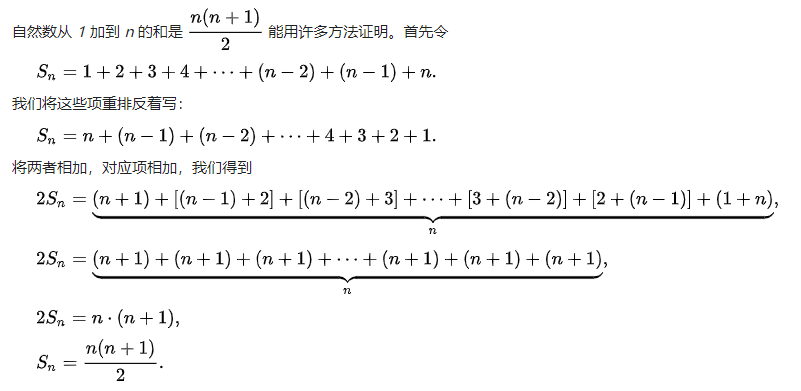 自然数从 1 加到 n 的和是 $\dfrac{n(n+1)}{2}$ 能用许多方法证明。首先令
$S_n = 1 + 2 + 3 + 4 + \cdots + (n-2) + (n-1) + n.$
我们将这些项重排反着写：
$S_n = n + (n-1) + (n-2) + \cdots + 4 + 3 + 2 + 1.$
将两者相加，对应项相加，我们得到
$2S_n = \underbrace{(n+1) + [(n-1)+2] + [(n-2)+3] + \cdots + [3+(n-2)] + [2+(n-1)] + (1+n)}_{n},$
$2S_n = \underbrace{(n+1) + (n+1) + (n+1) + \cdots + (n+1) + (n+1) + (n+1)}_{n},$
$2S_n = n \cdot (n+1),$
$S_n = \dfrac{n(n+1)}{2}.$